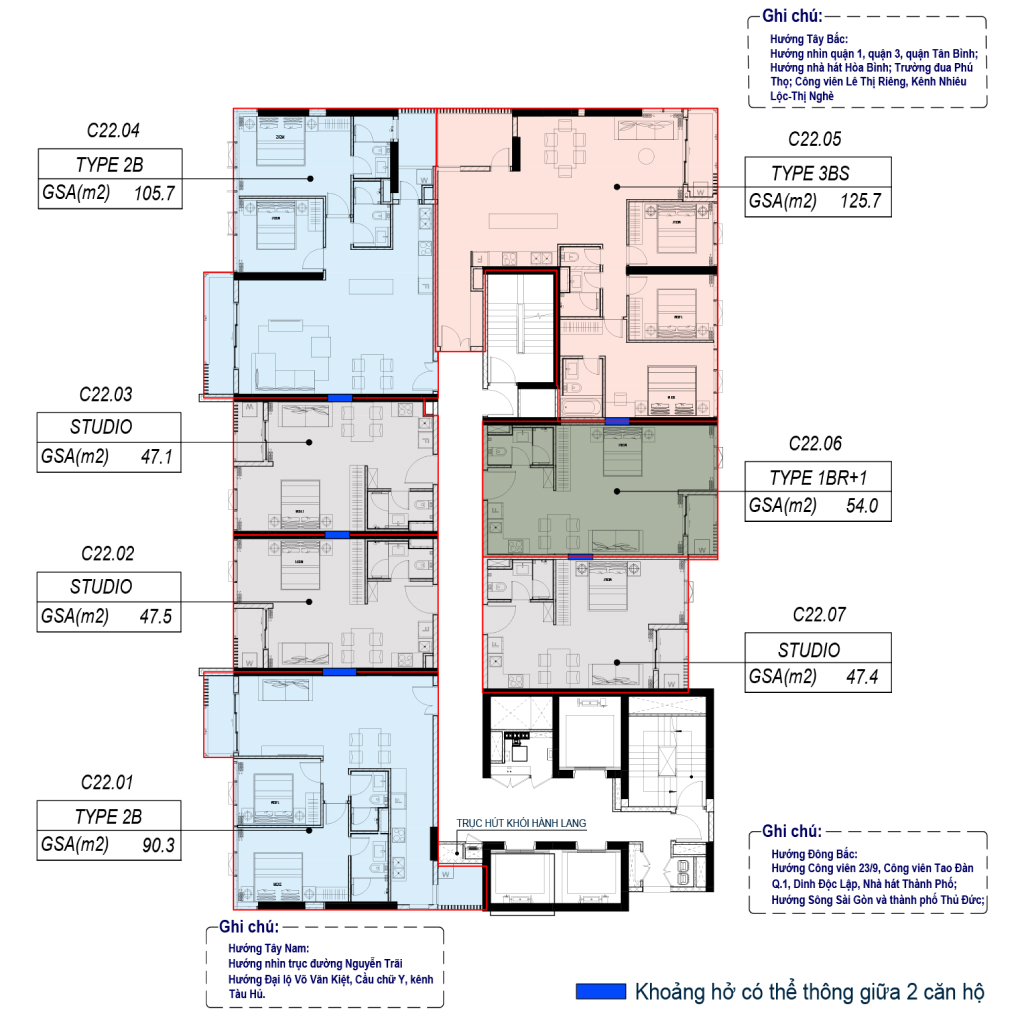 Ghi chú:
Hướng Tây Bắc:
Hướng nhìn quận 1, quận 3, quận Tân Bình;
Hướng nhà hát Hòa Bình; Trường đua Phú
Thọ; Công viên Lê Thị Riêng, Kênh Nhiêu
Lộc-Thị Nghè
C22.04
TYPE 2B
GSA(m2) 105.7
C22.05
TYPE 3BS
GSA(m2) 125.7
C22.03
STUDIO
GSA(m2) 47.1
C22.06
TYPE 1BR+1
GSA(m2) 54.0
C22.02
STUDIO
GSA(m2) 47.5
C22.07
STUDIO
GSA(m2) 47.4
C22.01
TYPE 2B
GSA(m2) 90.3
TRỤC HÚT KHÓI HÀNH LANG
Ghi chú:
Hướng Đông Bắc:
Hướng Công viên 23/9, Công viên Tao Đàn
Q.1, Dinh Độc Lập, Nhà hát Thành Phố;
Hướng Sông Sài Gòn và thành phố Thủ Đức;
Ghi chú:
Hướng Tây Nam:
Hướng nhìn trục đường Nguyễn Trãi
Hướng Đại lộ Võ Văn Kiệt, Cầu chữ Y, kênh
Tàu Hú.
Khoảng hở có thể thông giữa 2 căn hộ